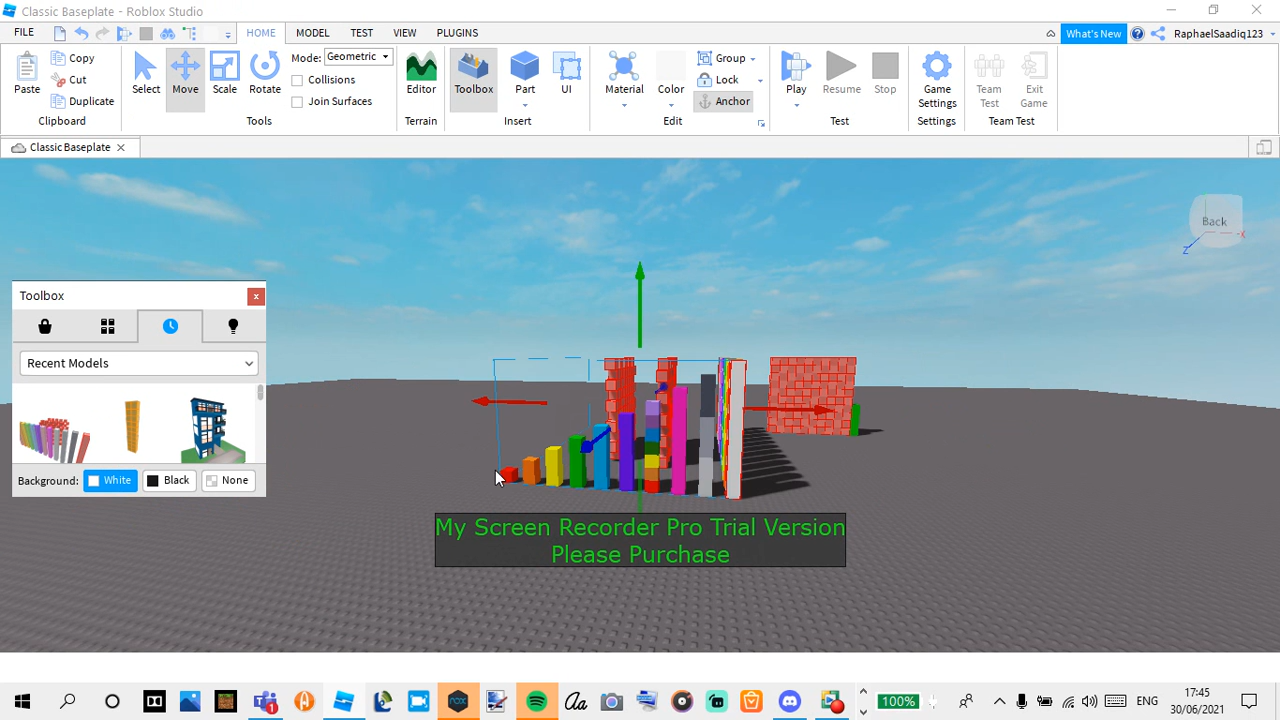 Classic Baseplate - Roblox Studio
FILE
HOME
MODEL
TEST
VIEW
PLUGINS
What's New
RaphaelSaadiq123
Paste
Copy
Cut
Duplicate
Clipboard
Select
Move
Scale
Rotate
Mode: Geometric
Collisions
Join Surfaces
Tools
Editor
Terrain
Toolbox
Part
UI
Insert
Material
Color
Group
Lock
Anchor
Edit
Play
Resume
Stop
Test
Game Settings
Settings
Team Test
Exit Game
Team Test
Classic Baseplate
Back
X
Z
Toolbox
Recent Models
Background:
White
Black
None
My Screen Recorder Pro Trial Version
Please Purchase
100%
ENG
17:45
30/06/2021